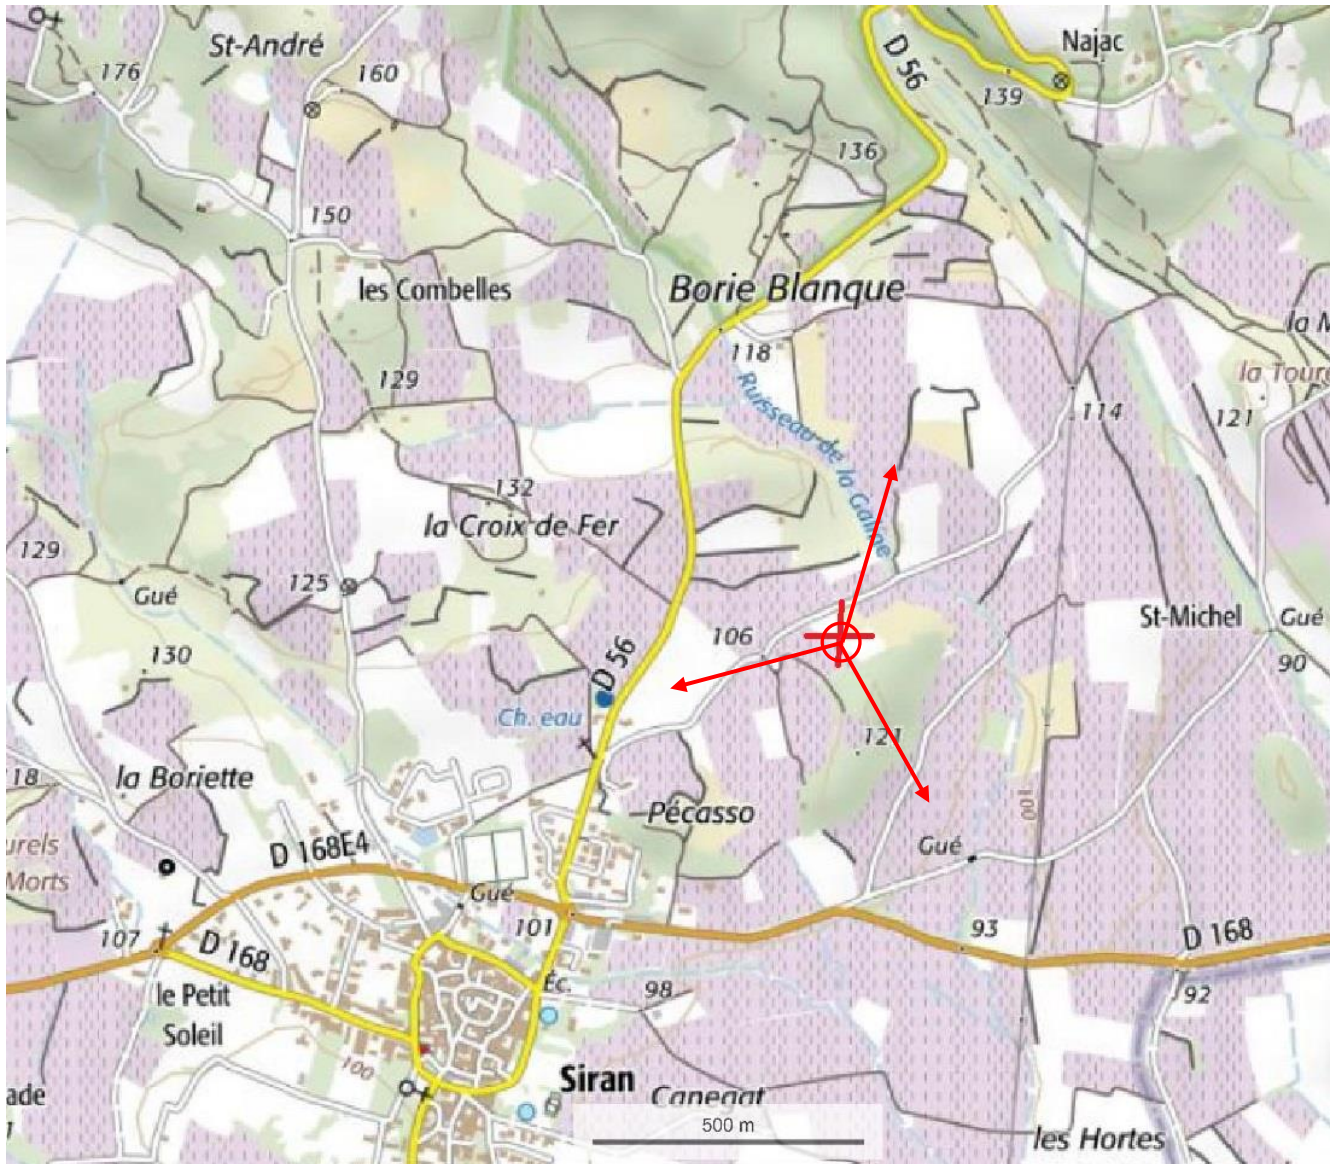 St-André
Najac
D 56
176
160
139
136
150
les Combelles
Borie Blanque
la M
118
la Tour
129
Ruisseau de la Galline
114
121
132
la Croix de Fer
129
125
Gué
St-Michel
Gué
106
130
90
D 56
Ch. eau
121
118
la Boriette
100
Pécasso
urels
Morts
D 168E4
Gué
Gué
107
D 168
101
93
D 168
Éc.
98
92
le Petit
Soleil
100
Siran
Canegat
ade
500 m
les Hortes